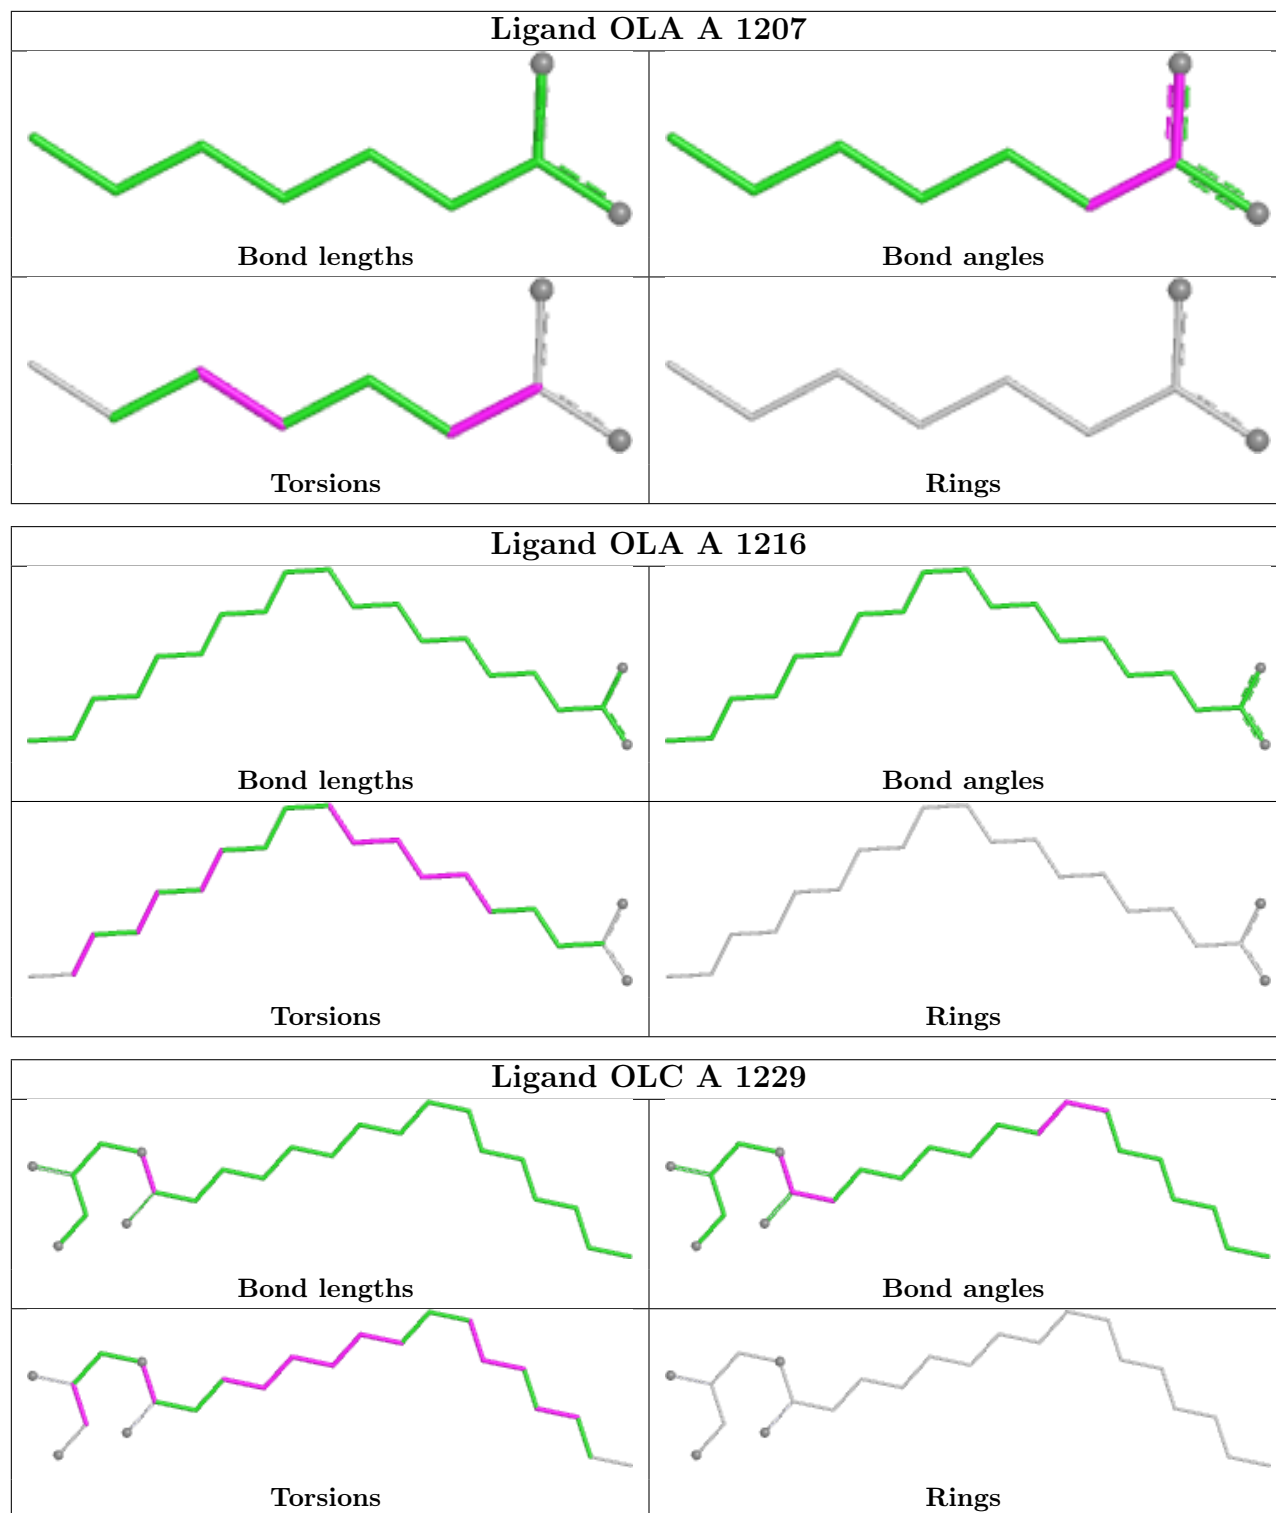 Ligand OLA A 1207
Bond lengths
Bond angles
Torsions
Rings
Ligand OLA A 1216
Bond lengths
Bond angles
Torsions
Rings
Ligand OLC A 1229
Bond lengths
Bond angles
Torsions
Rings